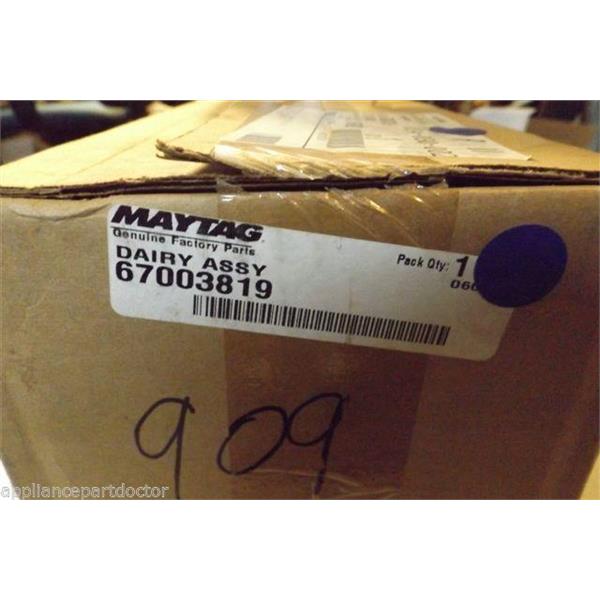 MAYTAG
Genuine Factory Parts
DAIRY ASSY
67003819
Pack Qty: 1
909
appliancepartdoctor